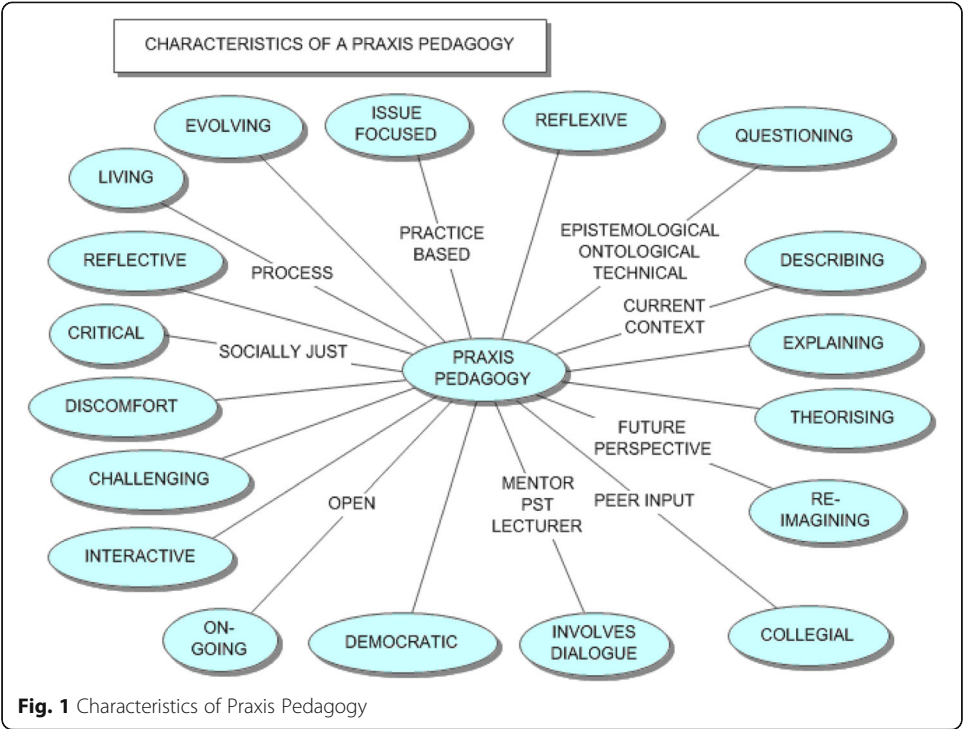 CHARACTERISTICS OF A PRAXIS PEDAGOGY
EVOLVING
ISSUE
FOCUSED
REFLEXIVE
QUESTIONING
LIVING
PRACTICE
BASED
EPISTEMOLOGICAL
ONTOLOGICAL
TECHNICAL
REFLECTIVE
PROCESS
DESCRIBING
CURRENT
CONTEXT
CRITICAL
SOCIALLY JUST
PRAXIS
PEDAGOGY
EXPLAINING
DISCOMFORT
THEORISING
FUTURE
PERSPECTIVE
CHALLENGING
OPEN
MENTOR
PST
LECTURER
PEER INPUT
RE-
IMAGINING
INTERACTIVE
ON-
GOING
DEMOCRATIC
INVOLVES
DIALOGUE
COLLEGIAL
Fig. 1 Characteristics of Praxis Pedagogy